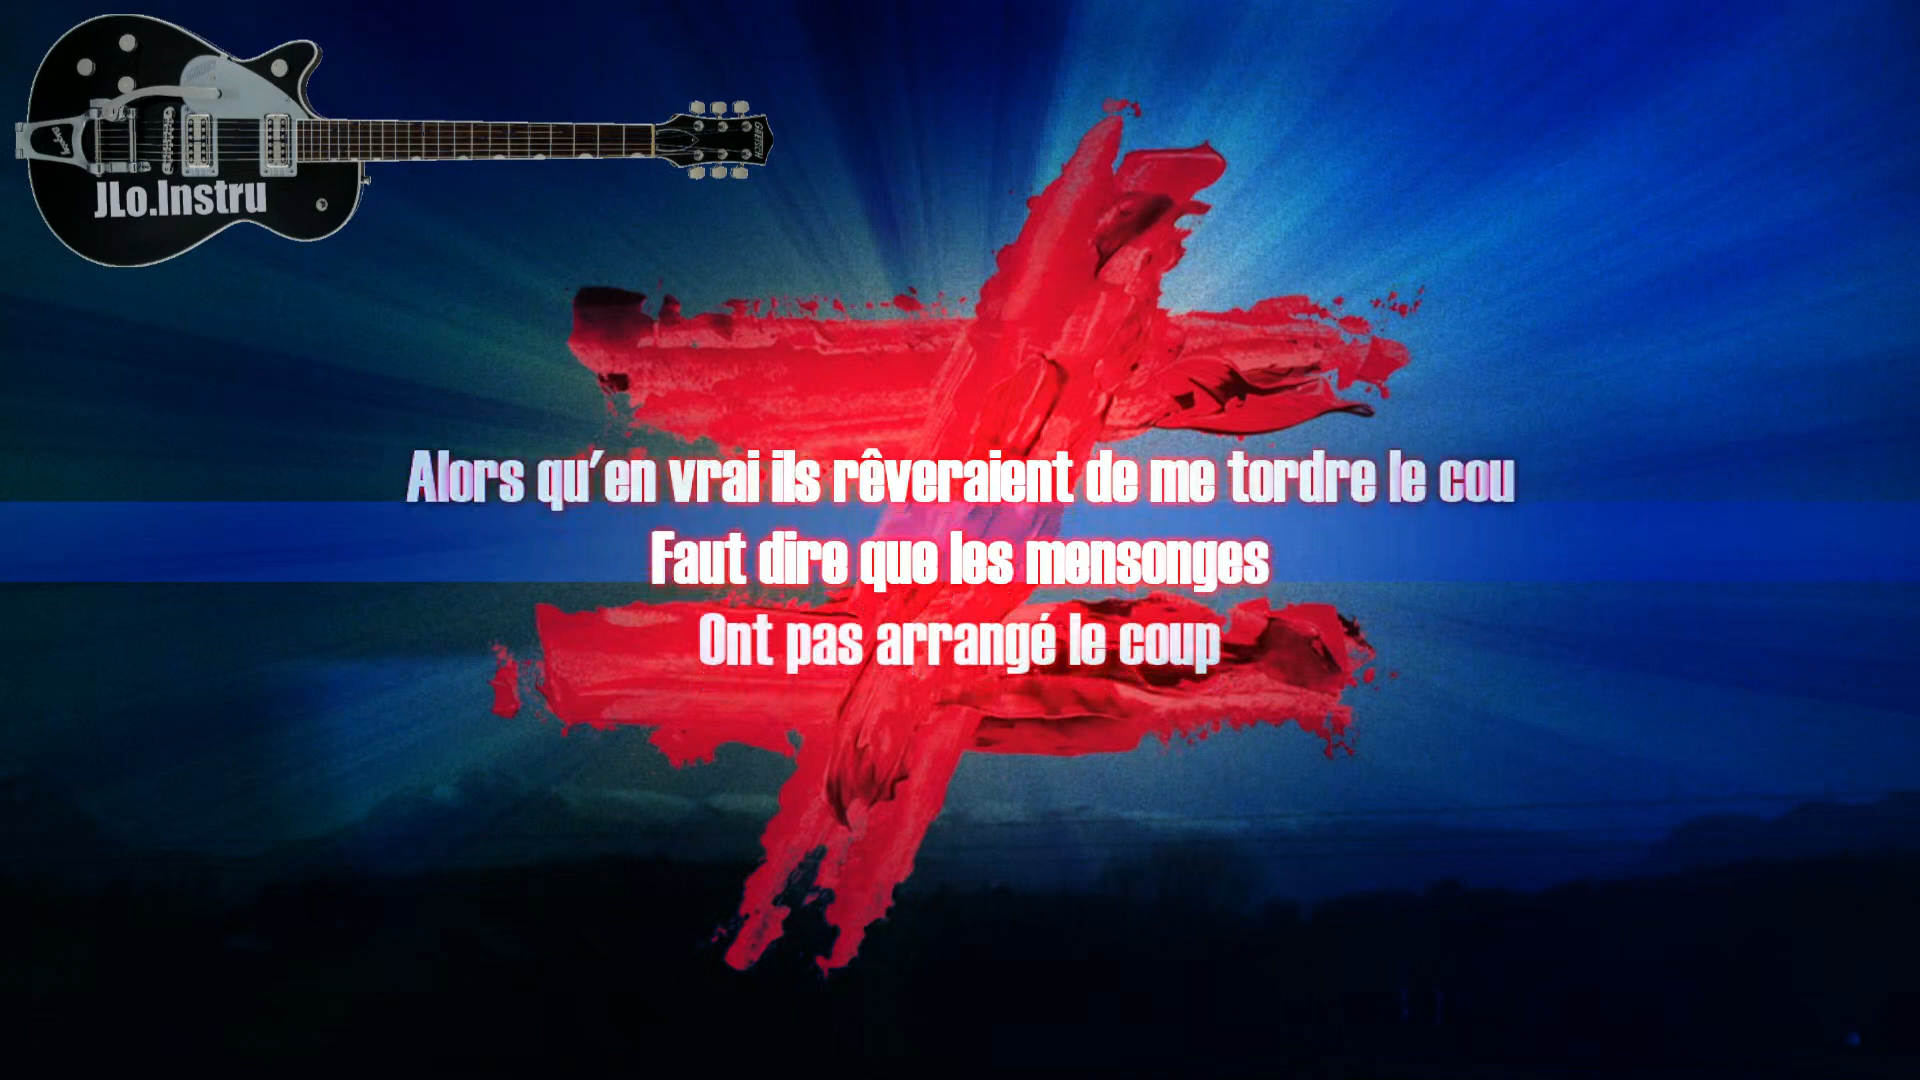 GRETSCH
JLo.Instru
Alors qu'en vrai ils rêveraient de me tordre le cou
Faut dire que les mensonges
Ont pas arrangé le coup